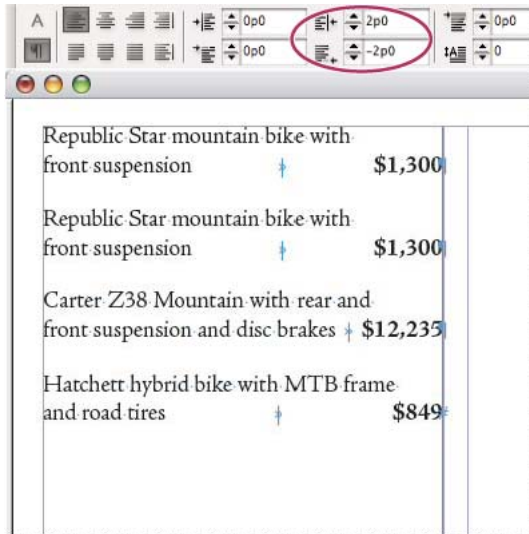 A 0p0 2p0 0p0
¶ 0p0 -2p0 A 0
Republic Star mountain bike with
front suspension $1,300
Republic Star mountain bike with
front suspension $1,300
Carter Z38 Mountain with rear and
front suspension and disc brakes $12,235
Hatchett hybrid bike with MTB frame
and road tires $849